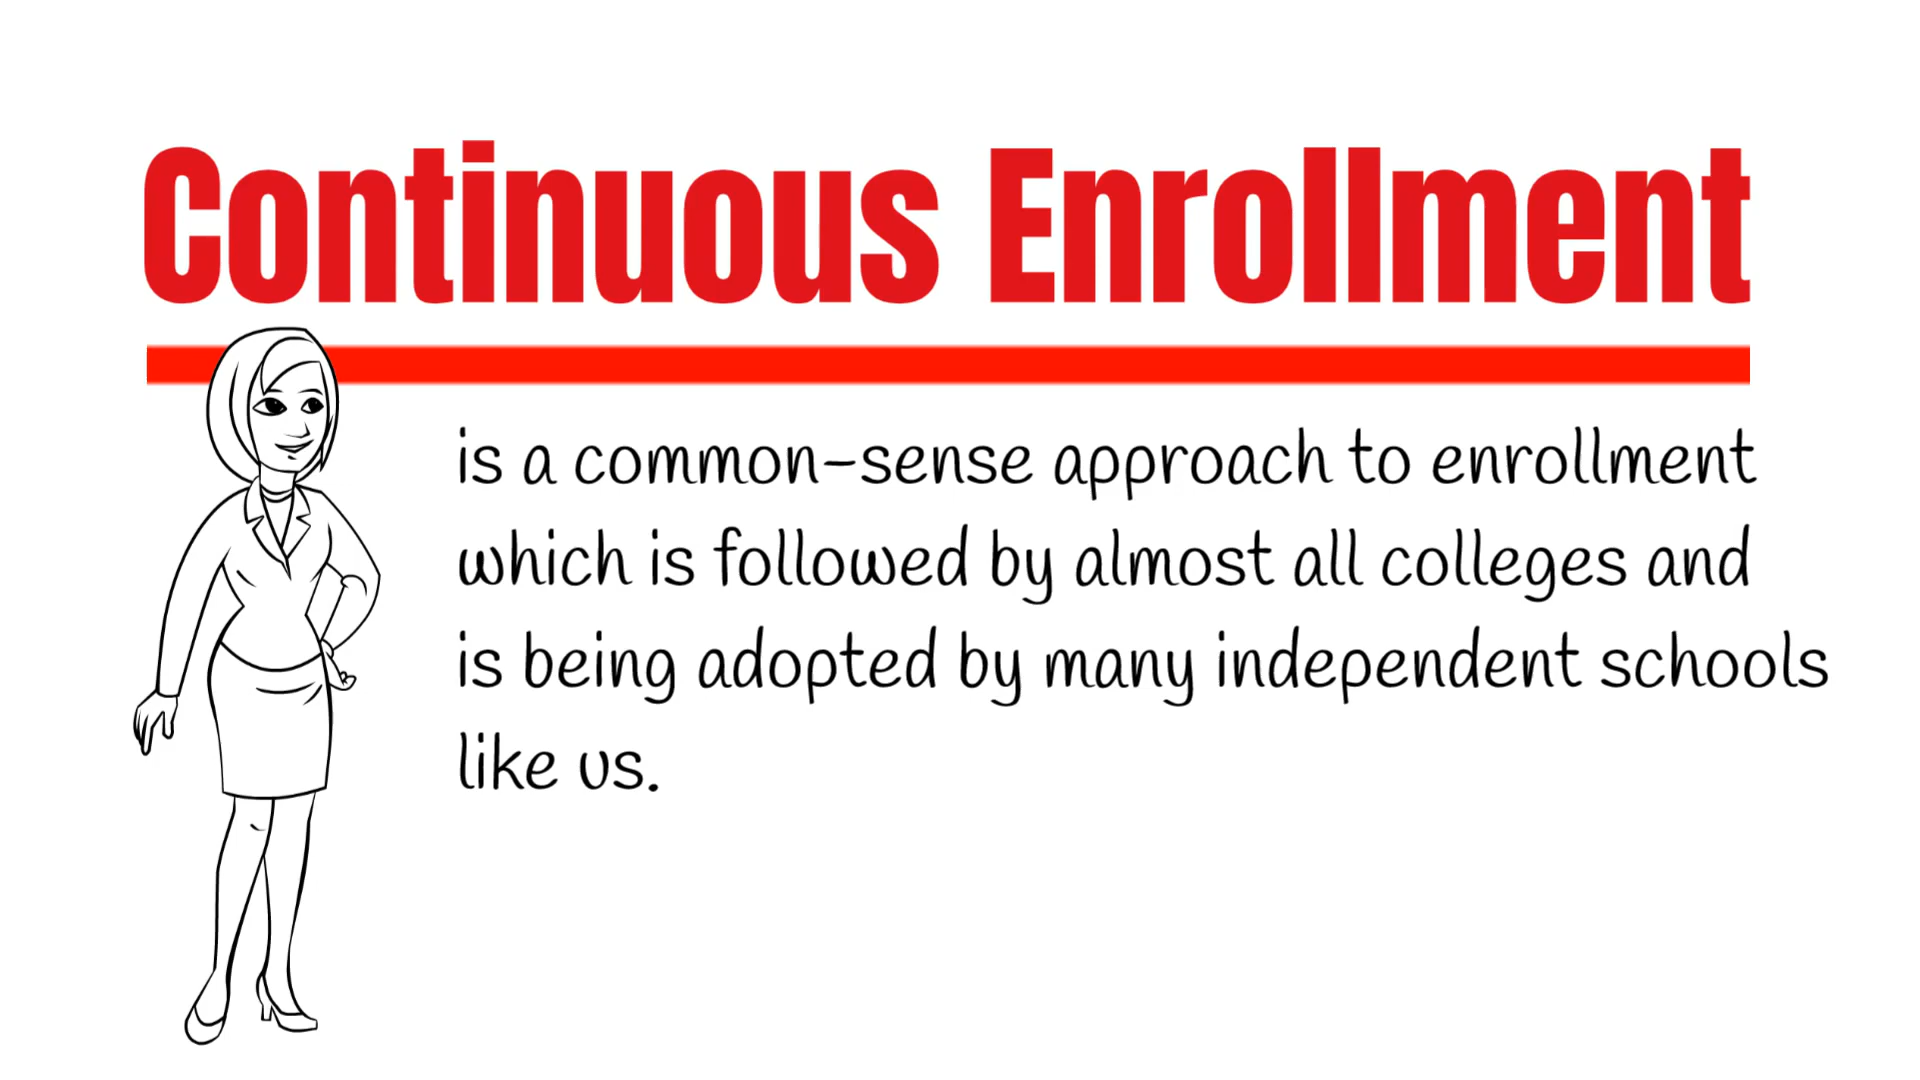 Continuous Enrollment
is a common-sense approach to enrollment
which is followed by almost all colleges and
is being adopted by many independent schools
like us.